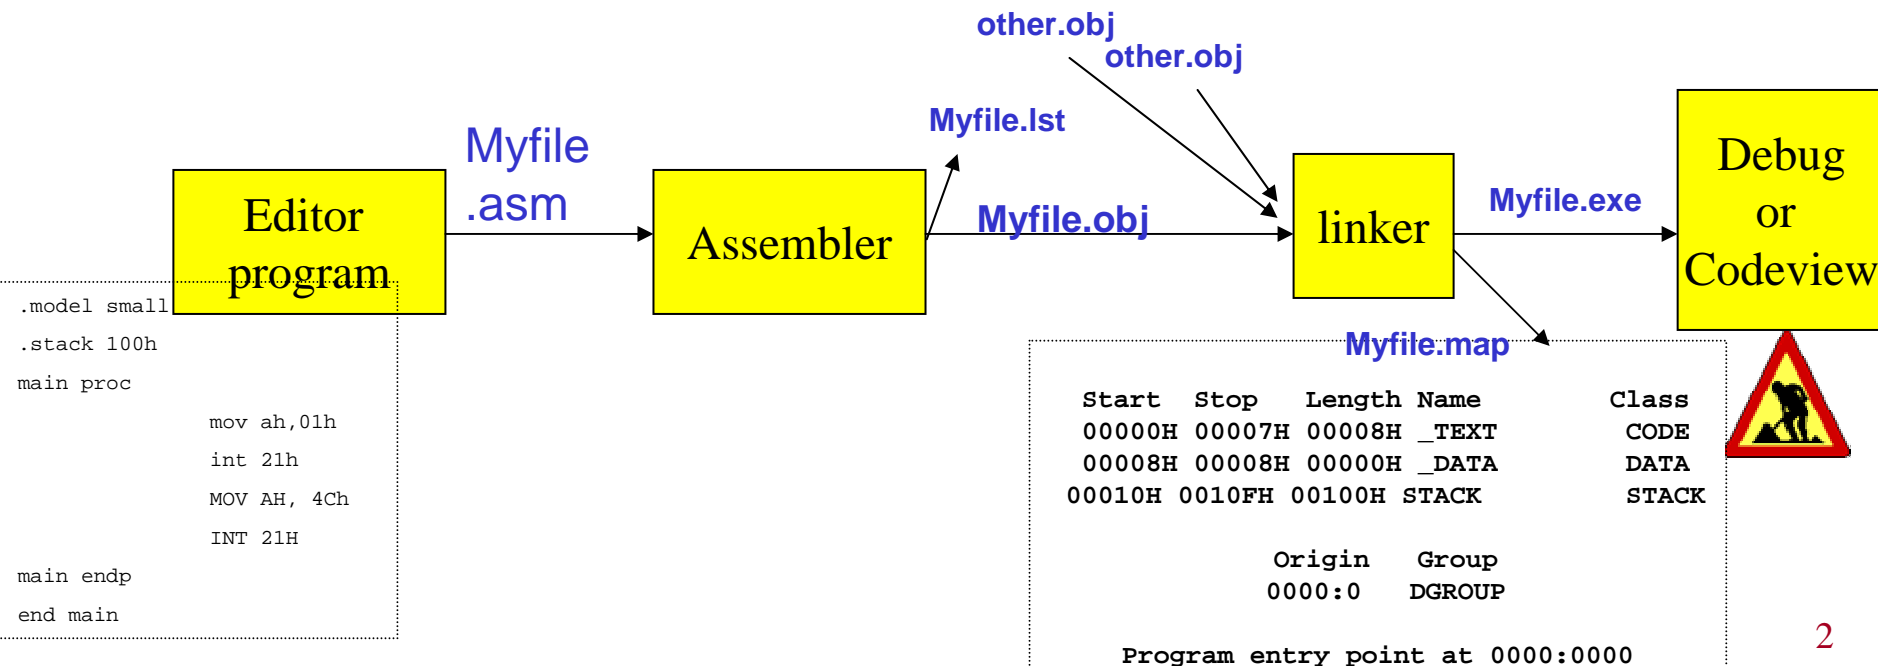 other.obj
other.obj
Myfile.lst
Myfile
.asm
Editor
program
Assembler
Myfile.obj
linker
Myfile.exe
Debug
or
Codeview
.model small
.stack 100h
main proc
mov ah,01h
int 21h
MOV AH, 4Ch
INT 21H
main endp
end main
Myfile.map
Start Stop Length Name Class
00000H 00007H 00008H _TEXT CODE
00008H 00008H 00000H _DATA DATA
00010H 0010FH 00100H STACK STACK
Origin Group
0000:0 DGROUP
Program entry point at 0000:0000
2